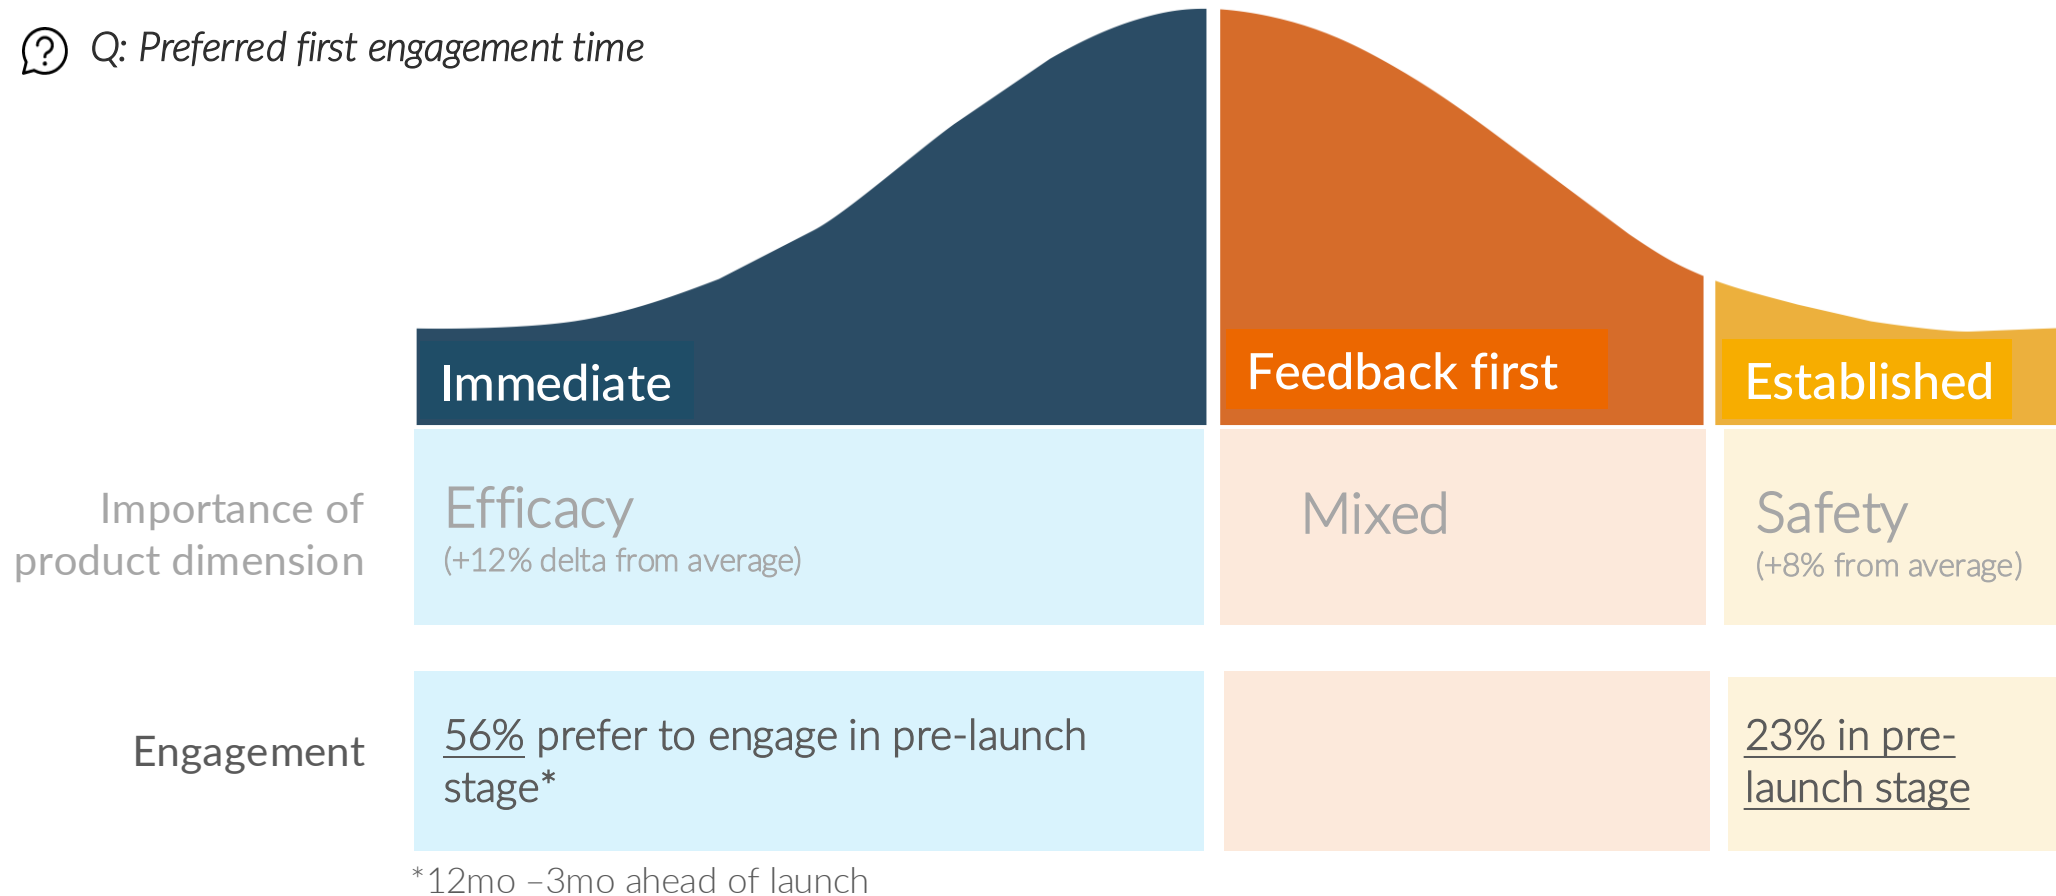 Q: Preferred first engagement time
Immediate
Feedback first
Established
Importance of
product dimension
Efficacy
(+12% delta from average)
Mixed
Safety
(+8% from average)
Engagement
56% prefer to engage in pre-launch
stage*
23% in pre-
launch stage
*12mo –3mo ahead of launch